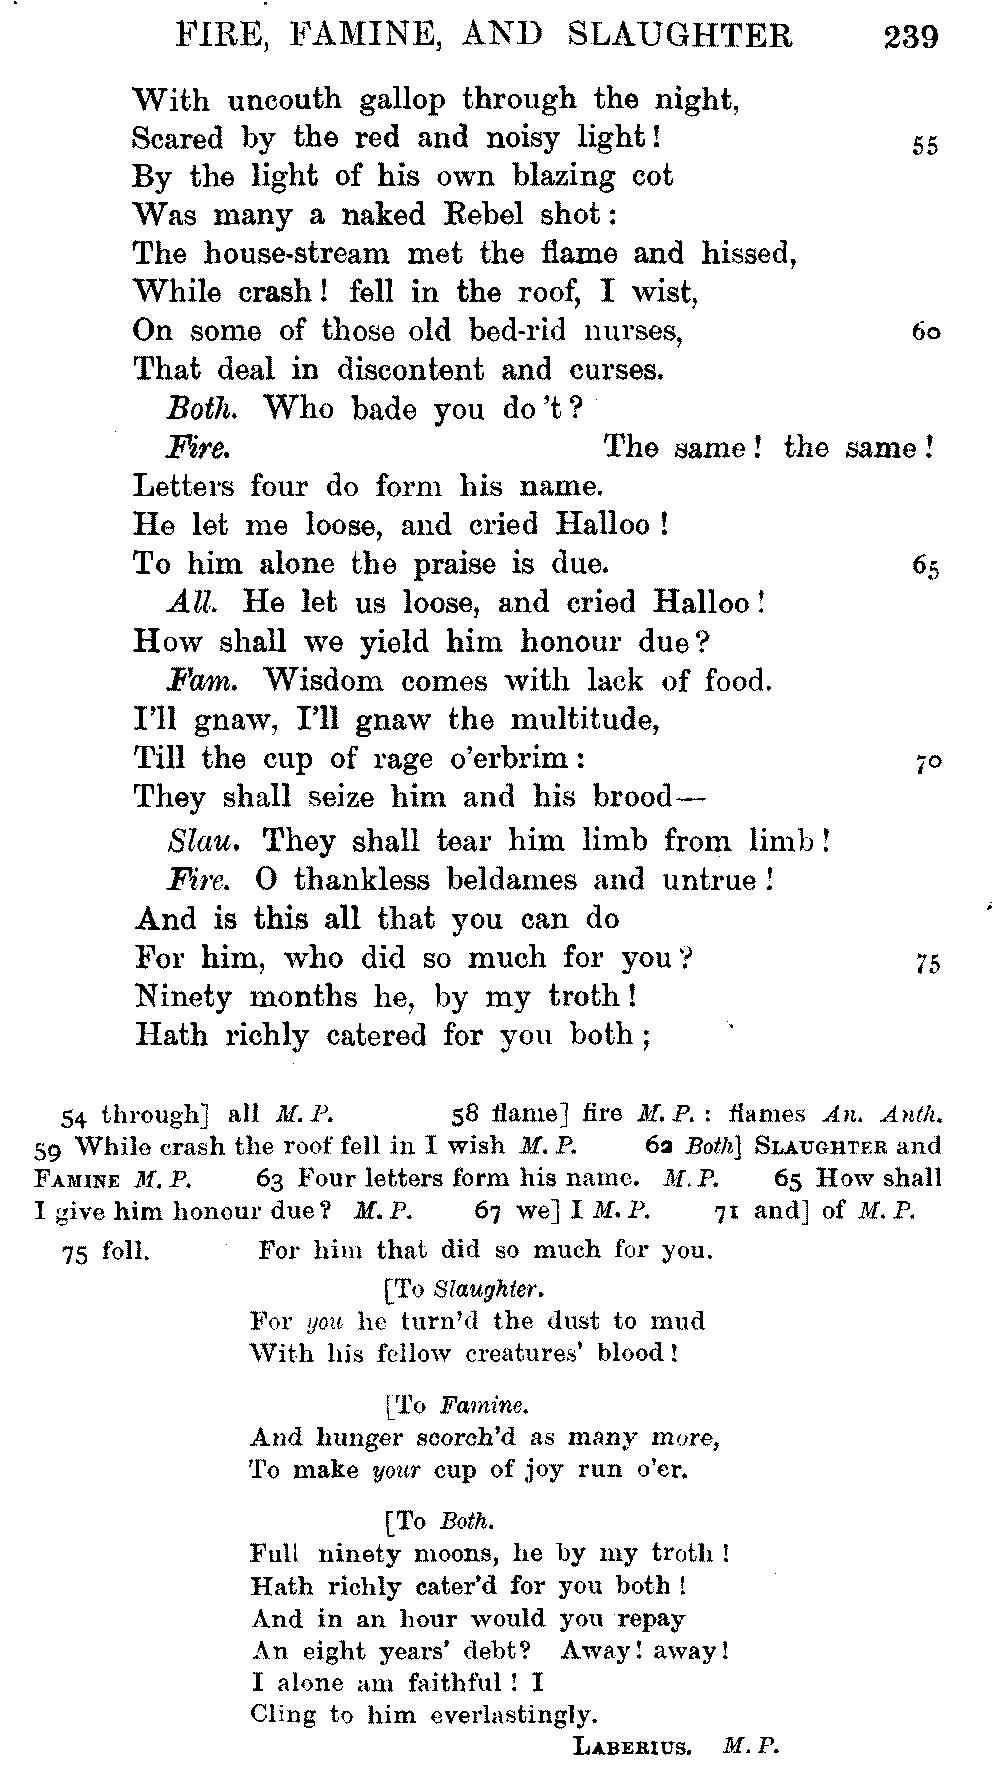 FIRE, FAMINE, AND SLAUGHTER 239
With uncouth gallop through the night,
Scared by the red and noisy light! 55
By the light of his own blazing cot
Was many a naked Rebel shot:
The house-stream met the flame and hissed,
While crash! fell in the roof, I wist,
On some of those old bed-rid nurses, 60
That deal in discontent and curses.
Both. Who bade you do 't?
Fire. The same! the same!
Letters four do form his name.
He let me loose, and cried Halloo!
To him alone the praise is due. 65
All. He let us loose, and cried Halloo!
How shall we yield him honour due?
Fam. Wisdom comes with lack of food.
I'll gnaw, I'll gnaw the multitude,
Till the cup of rage o'erbrim: 70
They shall seize him and his brood—
Slau. They shall tear him limb from limb!
Fire. O thankless beldames and untrue!
And is this all that you can do
For him, who did so much for you? 75
Ninety months he, by my troth!
Hath richly catered for you both;
54 through] all M. P. 58 flame] fire M. P.: flames An. Anth.
59 While crash the roof fell in I wish M. P. 62 Both] SLAUGHTER and
FAMINE M. P. 63 Four letters form his name. M. P. 65 How shall
I give him honour due? M. P. 67 we] I M. P. 71 and] of M. P.
75 foll. For him that did so much for you.
[To Slaughter.
For you he turn'd the dust to mud
With his fellow creatures' blood!
[To Famine.
And hunger scorch'd as many more,
To make your cup of joy run o'er.
[To Both.
Full ninety moons, he by my troth!
Hath richly cater'd for you both!
And in an hour would you repay
An eight years' debt? Away! away!
I alone am faithful! I
Cling to him everlastingly.
LABERIUS. M. P.